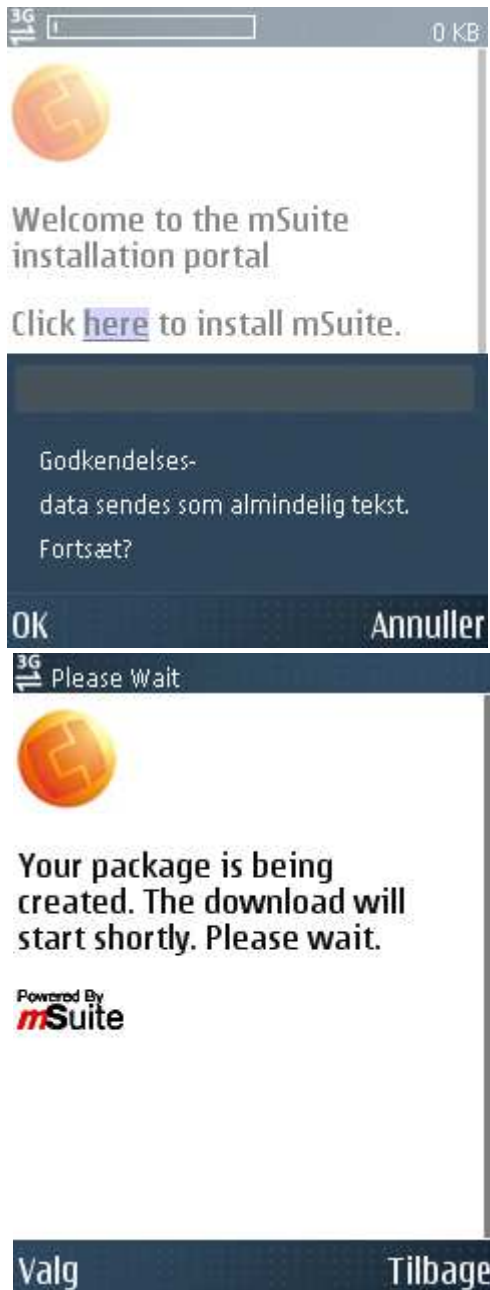 3G
0 KB
Welcome to the mSuite
installation portal
Click here to install mSuite.
Godkendelses-
data sendes som almindelig tekst.
Fortsæt?
OK Annuller
3G Please Wait
Your package is being
created. The download will
start shortly. Please wait.
Powered By
mSuite
Valg Tilbage